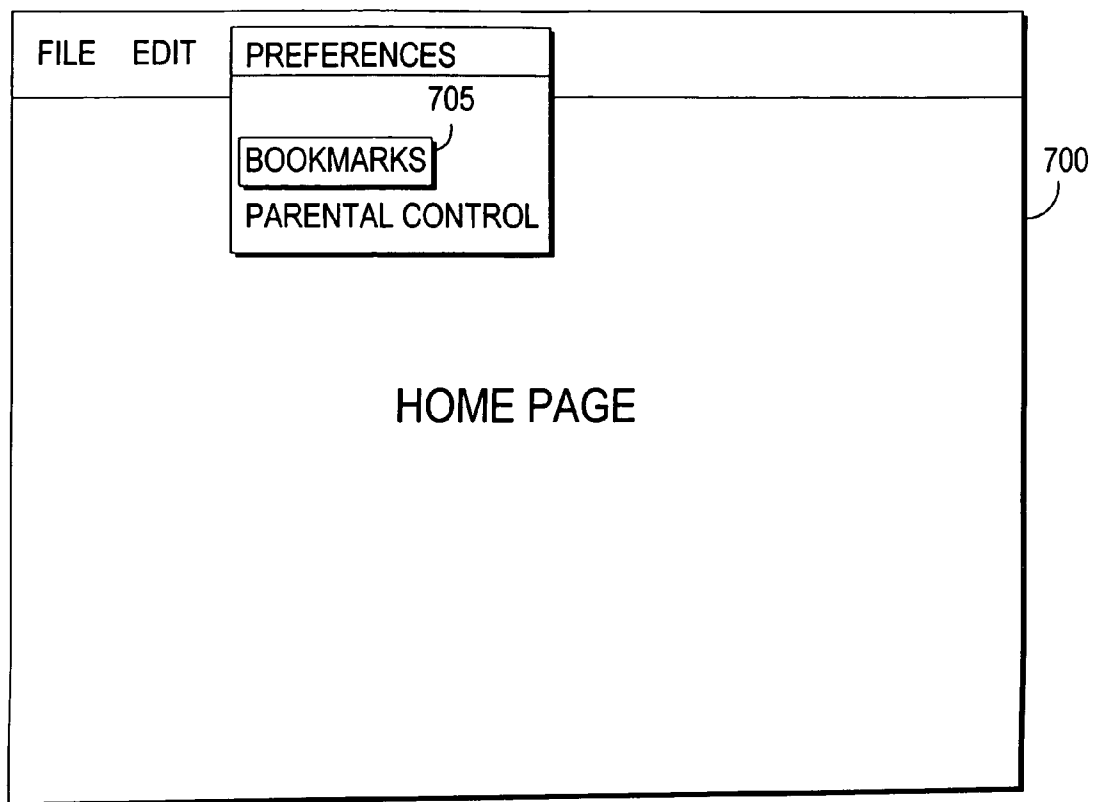 FILE EDIT PREFERENCES
705
BOOKMARKS
700
PARENTAL CONTROL
HOME PAGE